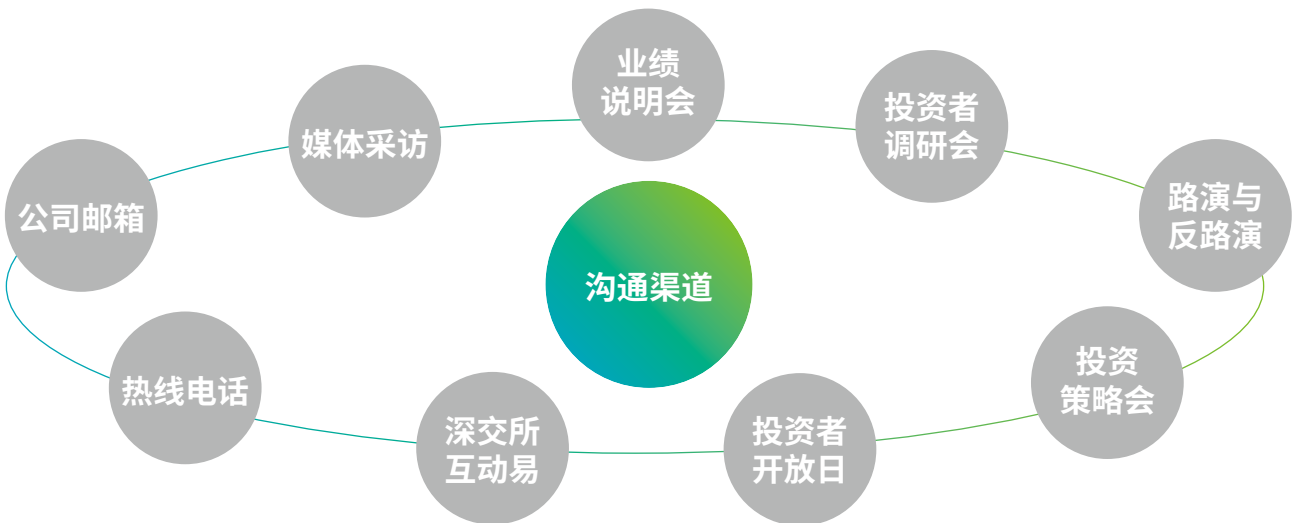 业绩
说明会
投资者
调研会
媒体采访
路演与
反路演
公司邮箱
沟通渠道
投资
策略会
热线电话
深交所
互动易
投资者
开放日